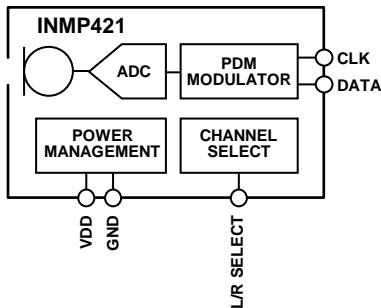 INMP421
ADC
PDM
MODULATOR
CLK
DATA
POWER
MANAGEMENT
CHANNEL
SELECT
VDD
GND
L/R SELECT